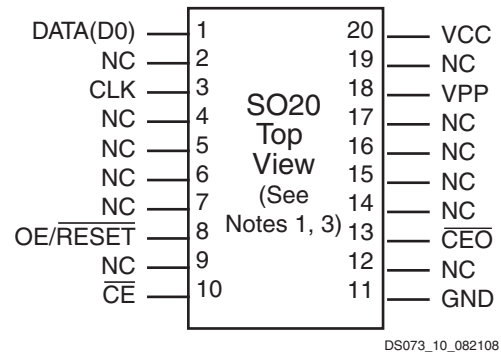 DATA(D0) 1 20 VCC
NC 2 19 NC
CLK 3 18 VPP
NC 4 17 NC
NC 5 16 NC
NC 6 15 NC
NC 7 14 NC
OE/RESET 8 13 CEO
NC 9 12 NC
CE 10 11 GND
SO20
Top
View
(See
Notes 1, 3)
DS073_10_082108